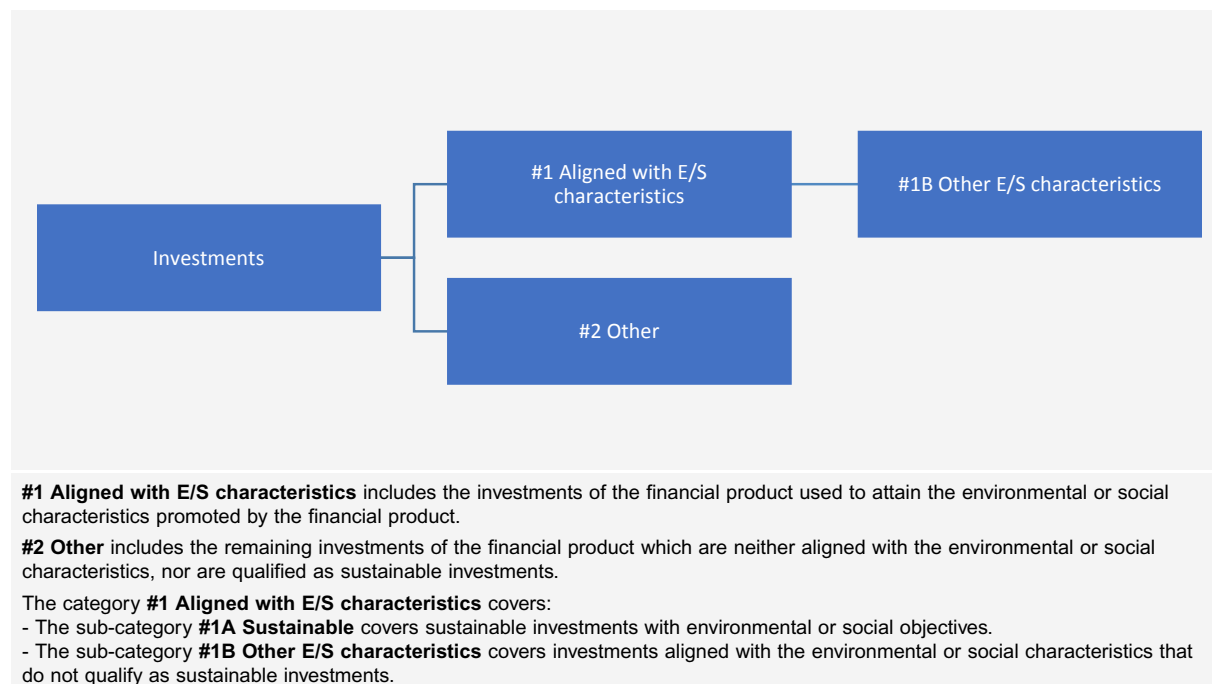 #1 Aligned with E/S
characteristics
#1B Other E/S characteristics
Investments
#2 Other
#1 Aligned with E/S characteristics includes the investments of the financial product used to attain the environmental or social
characteristics promoted by the financial product.
#2 Other includes the remaining investments of the financial product which are neither aligned with the environmental or social
characteristics, nor are qualified as sustainable investments.
The category #1 Aligned with E/S characteristics covers:
- The sub-category #1A Sustainable covers sustainable investments with environmental or social objectives.
- The sub-category #1B Other E/S characteristics covers investments aligned with the environmental or social characteristics that
do not qualify as sustainable investments.